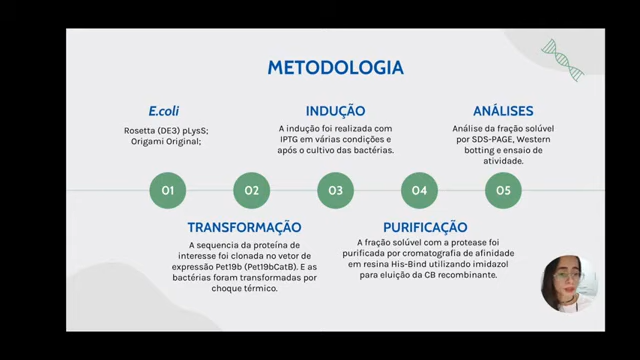 METODOLOGIA
E.coli
Rosetta (DE3) pLysS;
Origami Original;
INDUÇÃO
A indução foi realizada com
IPTG em várias condições e
após o cultivo das bactérias.
ANÁLISES
Análise da fração solúvel
por SDS-PAGE, Western
botting e ensaio de
atividade.
01
02
03
04
05
TRANSFORMAÇÃO
A sequencia da proteína de
interesse foi clonada no vetor de
expressão Pet19b (Pet19bCatB). E as
bactérias foram transformadas por
choque térmico.
PURIFICAÇÃO
A fração solúvel com a protease foi
purificada por cromatografia de afinidade
em resina His-Bind utilizando imidazol
para eluição da CB recombinante.